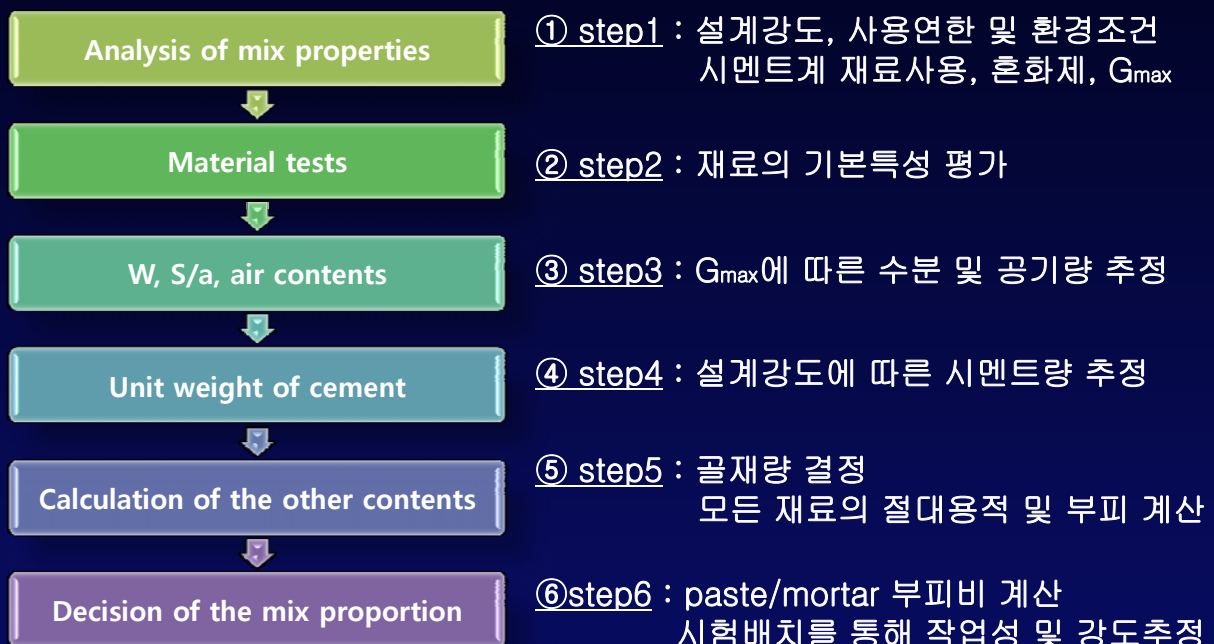 Analysis of mix properties
① step1 : 설계강도, 사용연한 및 환경조건
시멘트계 재료사용, 혼화제, Gmax
Material tests
② step2 : 재료의 기본특성 평가
W, S/a, air contents
③ step3 : Gmax에 따른 수분 및 공기량 추정
Unit weight of cement
④ step4 : 설계강도에 따른 시멘트량 추정
Calculation of the other contents
⑤ step5 : 골재량 결정
모든 재료의 절대용적 및 부피 계산
Decision of the mix proportion
⑥step6 : paste/mortar 부피비 계산
시험배치를 통해 작업성 및 강도추정